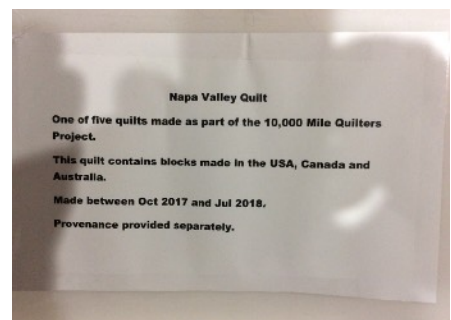 Napa Valley Quilt
One of five quilts made as part of the 10,000 Mile Quilters
Project.
This quilt contains blocks made in the USA, Canada and
Australia.
Made between Oct 2017 and Jul 2018.
Provenance provided separately.